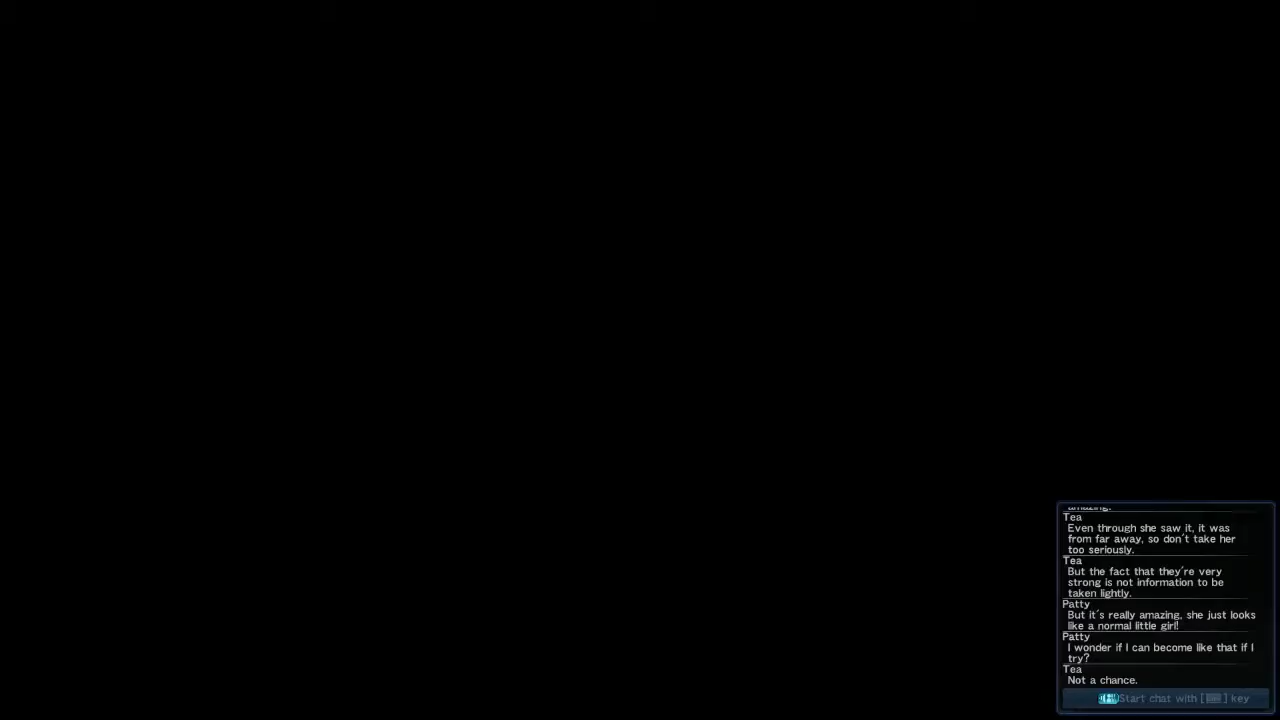 amazing.
Tea
Even through she saw it, it was
from far away, so don't take her
too seriously.
Tea
But the fact that they're very
strong is not information to be
taken lightly.
Patty
But it's really amazing, she just looks
like a normal little girl!
Patty
I wonder if I can become like that if I
try?
Tea
Not a chance.
Start chat with [ ] key